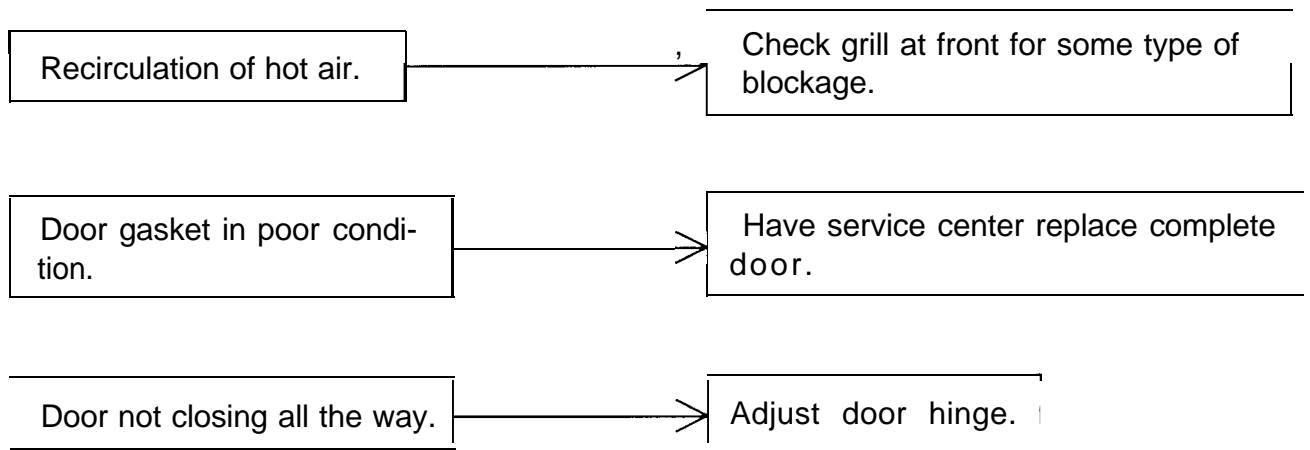 Recirculation of hot air.
Check grill at front for some type of
blockage.
Door gasket in poor condi-
tion.
Have service center replace complete
door.
Door not closing all the way.
Adjust door hinge.